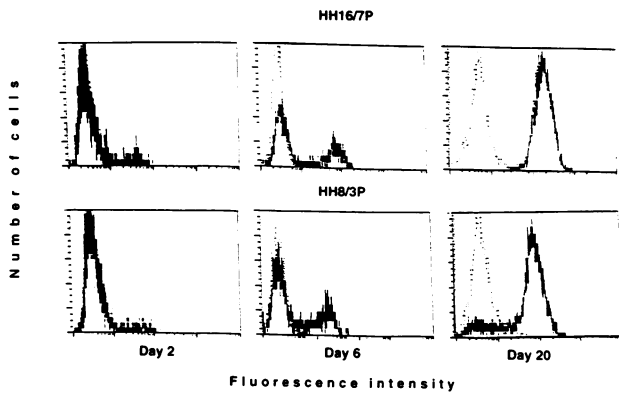 HH16/7P
Number of cells
HH8/3P
Day 2
Day 6
Day 20
Fluorescence intensity